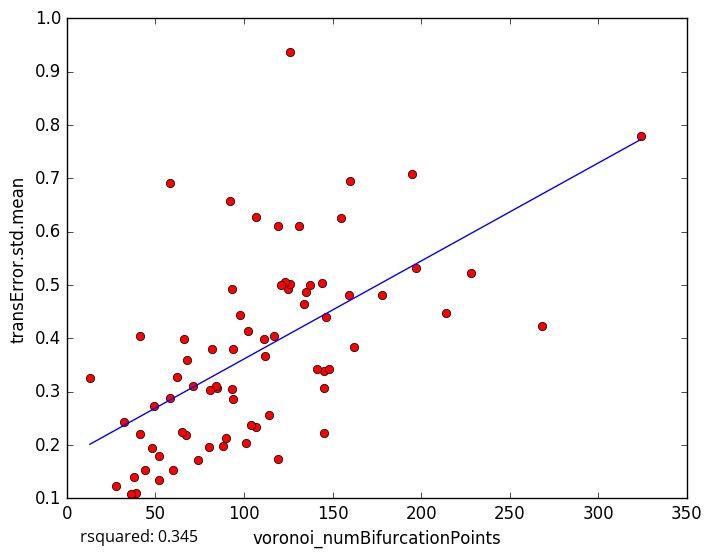 1.0
0.9
0.8
0.7
0.6
0.5
0.4
0.3
0.2
0.1
transError.std.mean
0 50 100 150 200 250 300 350
rsquared: 0.345
voronoi_numBifurcationPoints